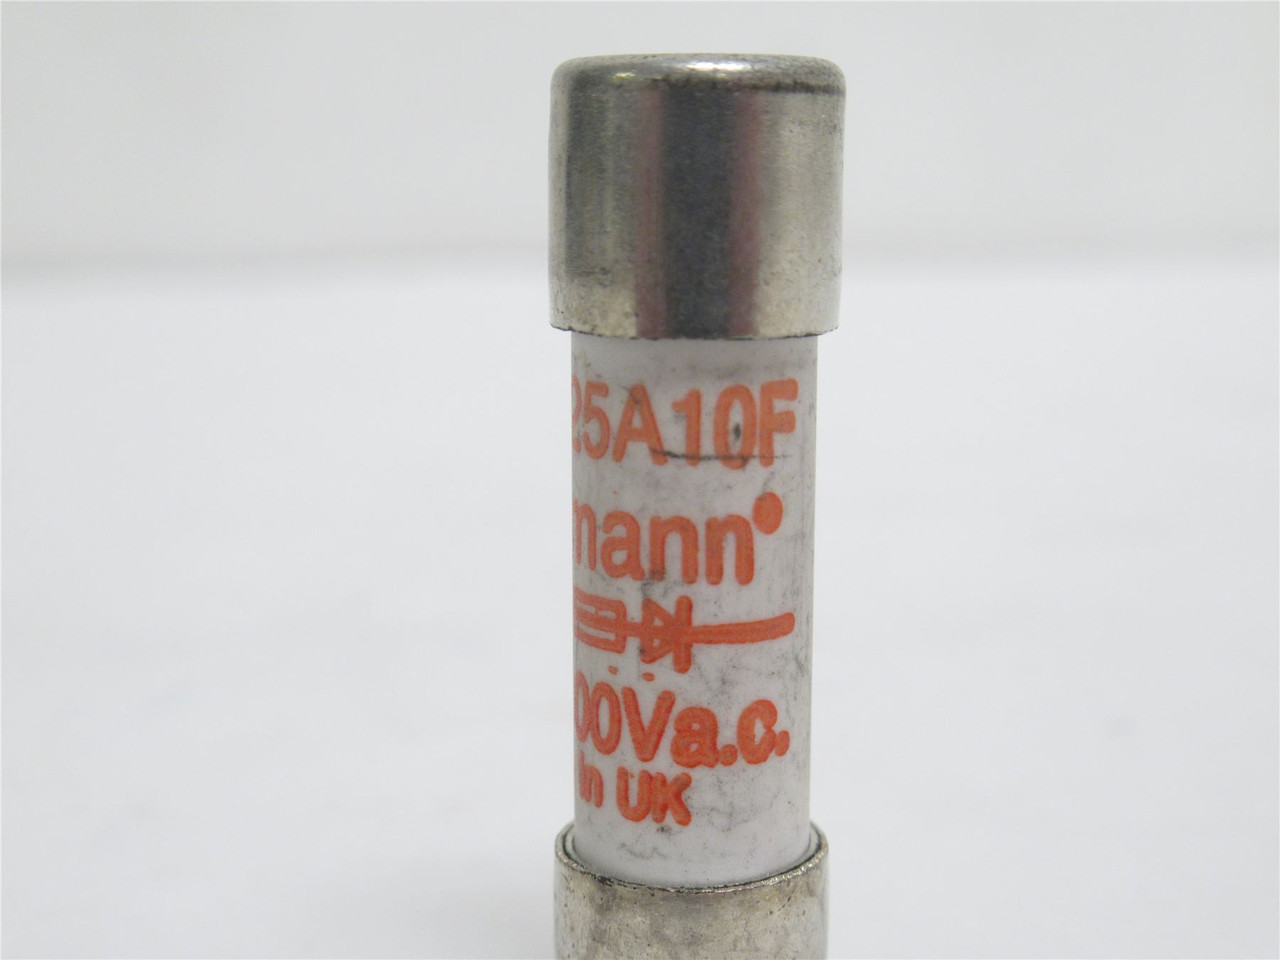 25A10F
mann
00Va.c.
in UK